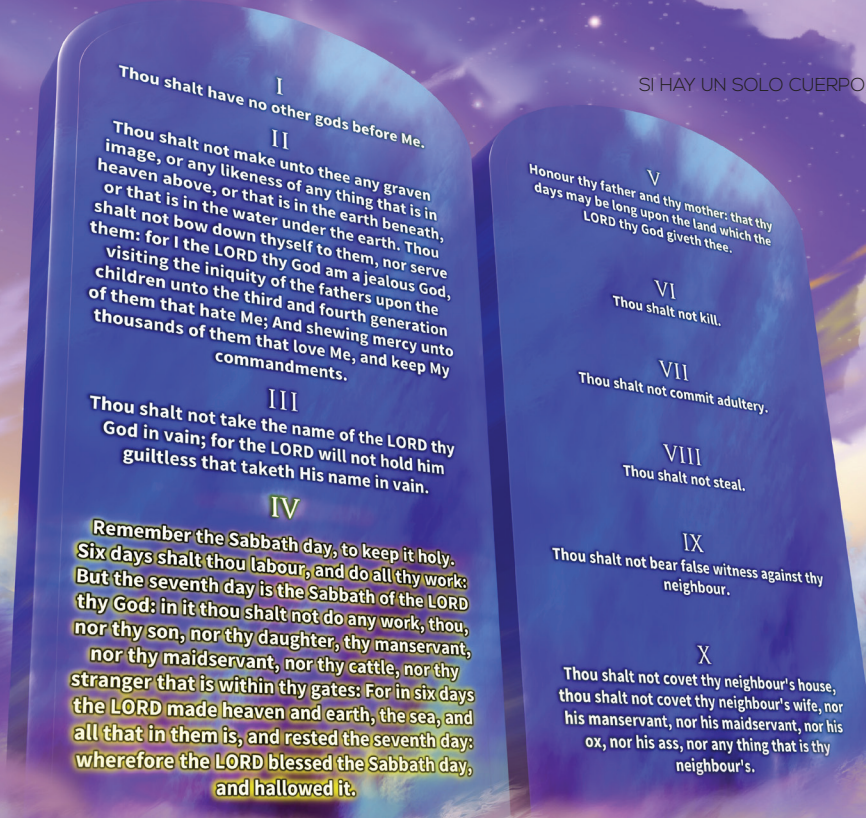 SI HAY UN SOLO CUERPO
I
Thou shalt have no other gods before Me.
II
Thou shalt not make unto thee any graven
image, or any likeness of any thing that is in
heaven above, or that is in the earth beneath,
or that is in the water under the earth. Thou
shalt not bow down thyself to them, nor serve
them: for I the LORD thy God am a jealous God,
visiting the iniquity of the fathers upon the
children unto the third and fourth generation
of them that hate Me; And shewing mercy unto
thousands of them that love Me, and keep My
commandments.
III
Thou shalt not take the name of the LORD thy
God in vain; for the LORD will not hold him
guiltless that taketh His name in vain.
IV
Remember the Sabbath day, to keep it holy.
Six days shalt thou labour, and do all thy work:
But the seventh day is the Sabbath of the LORD
thy God: in it thou shalt not do any work, thou,
nor thy son, nor thy daughter, thy manservant,
nor thy maidservant, nor thy cattle, nor thy
stranger that is within thy gates: For in six days
the LORD made heaven and earth, the sea, and
all that in them is, and rested the seventh day:
wherefore the LORD blessed the Sabbath day,
and hallowed it.
V
Honour thy father and thy mother: that thy
days may be long upon the land which the
LORD thy God giveth thee.
VI
Thou shalt not kill.
VII
Thou shalt not commit adultery.
VIII
Thou shalt not steal.
IX
Thou shalt not bear false witness against thy
neighbour.
X
Thou shalt not covet thy neighbour's house,
thou shalt not covet thy neighbour's wife, nor
his manservant, nor his maidservant, nor his
ox, nor his ass, nor any thing that is thy
neighbour's.